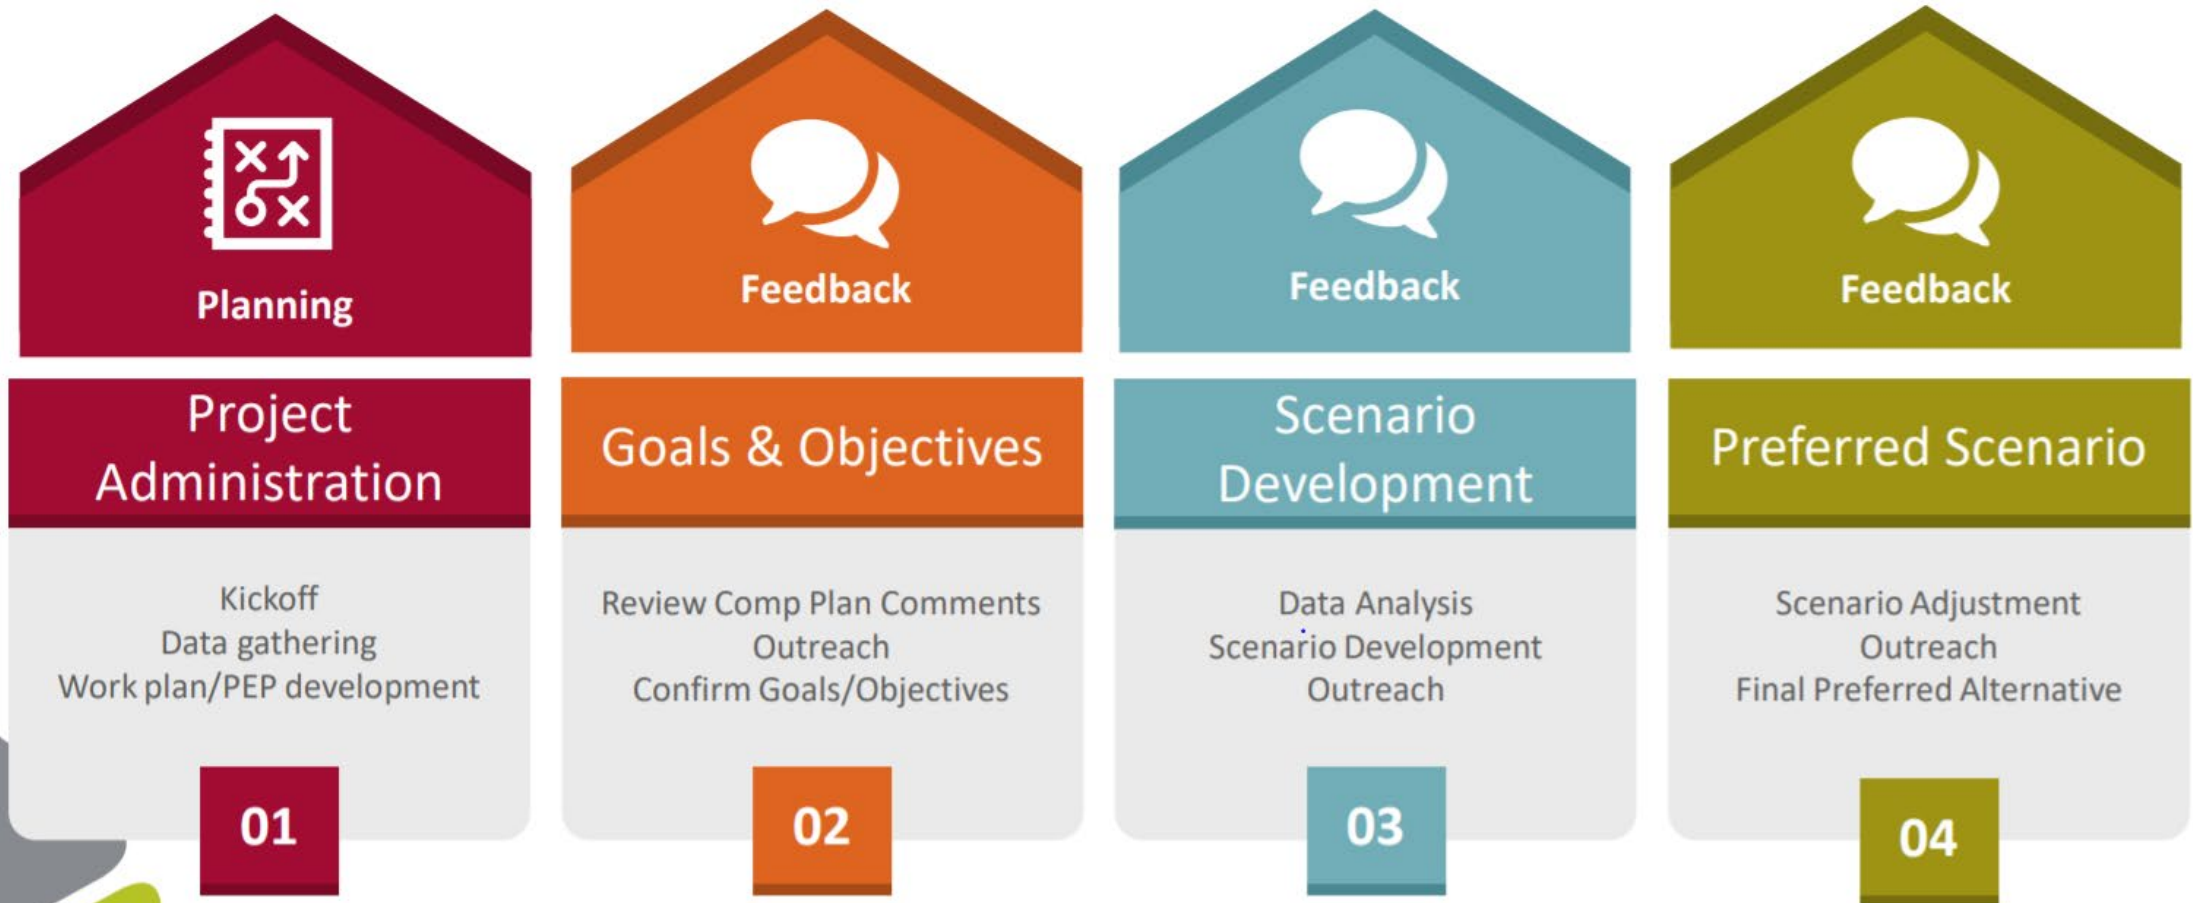 Planning
Project
Administration
Kickoff
Data gathering
Work plan/PEP development
01
Feedback
Goals & Objectives
Review Comp Plan Comments
Outreach
Confirm Goals/Objectives
02
Feedback
Scenario
Development
Data Analysis
Scenario Development
Outreach
03
Feedback
Preferred Scenario
Scenario Adjustment
Outreach
Final Preferred Alternative
04